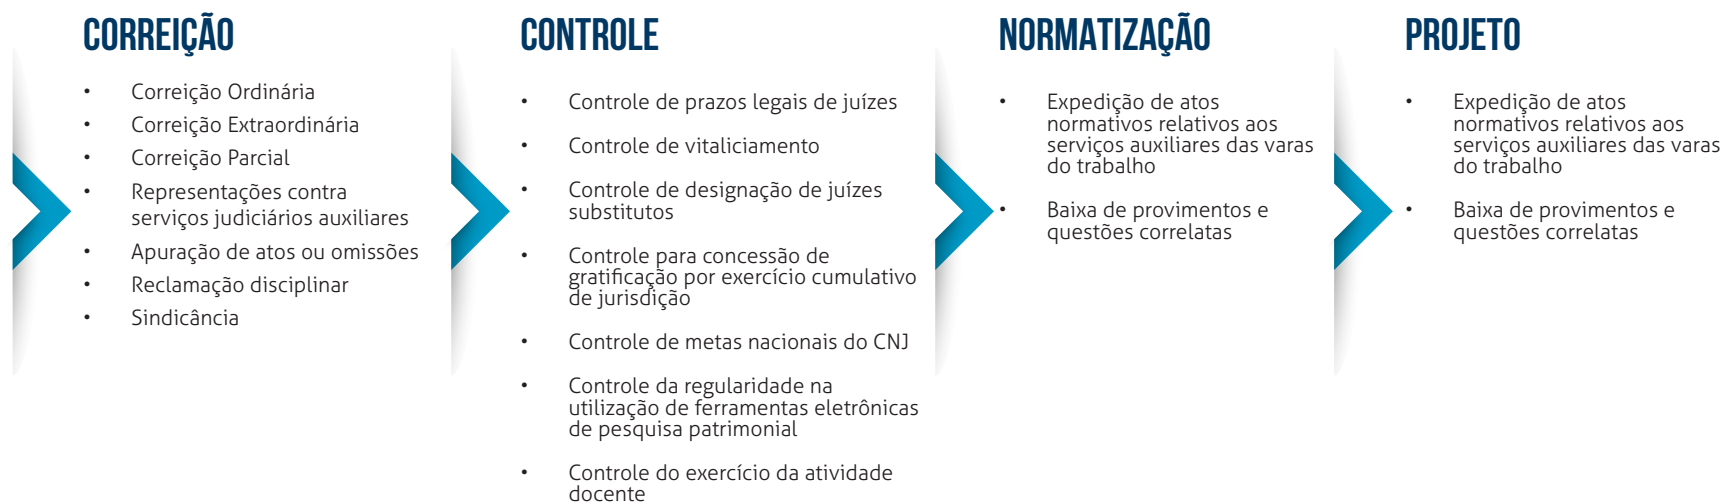 CORREIÇÃO
• Correição Ordinária
• Correição Extraordinária
• Correição Parcial
• Representações contra
serviços judiciários auxiliares
• Apuração de atos ou omissões
• Reclamação disciplinar
• Sindicância
CONTROLE
• Controle de prazos legais de juízes
• Controle de vitaliciamento
• Controle de designação de juízes
substitutos
• Controle para concessão de
gratificação por exercício cumulativo
de jurisdição
• Controle de metas nacionais do CNJ
• Controle da regularidade na
utilização de ferramentas eletrônicas
de pesquisa patrimonial
• Controle do exercício da atividade
docente
NORMATIZAÇÃO
• Expedição de atos
normativos relativos aos
serviços auxiliares das varas
do trabalho
• Baixa de provimentos e
questões correlatas
PROJETO
• Expedição de atos
normativos relativos aos
serviços auxiliares das varas
do trabalho
• Baixa de provimentos e
questões correlatas